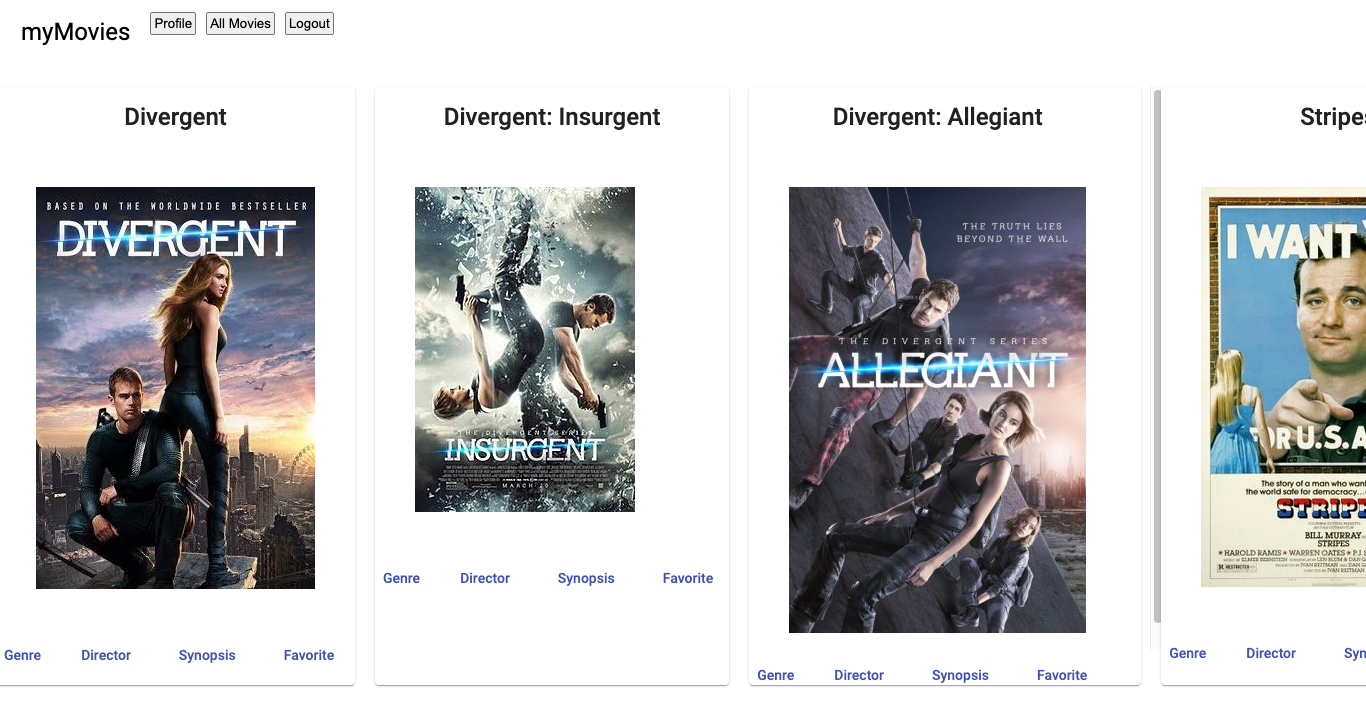 myMovies Profile All Movies Logout
Divergent
BASED ON THE WORLDWIDE BESTSELLER
DIVERGENT
Genre Director Synopsis Favorite
Divergent: Insurgent
THE DIVERGENT SERIES
INSURGENT
MARCH 20
Genre Director Synopsis Favorite
Divergent: Allegiant
THE TRUTH LIES
BEYOND THE WALL
THE DIVERGENT SERIES
ALLEGIANT
Genre Director Synopsis Favorite
Stripes
I WANT
OR U.S.A
The story of a man who want
the world safe for democracy...
STRIPE
BILL MURRAY
STRIPES
HAROLD RAMIS ★ WARREN OATES ★ P.J. S
R RESTRICTED
Genre Director Syn